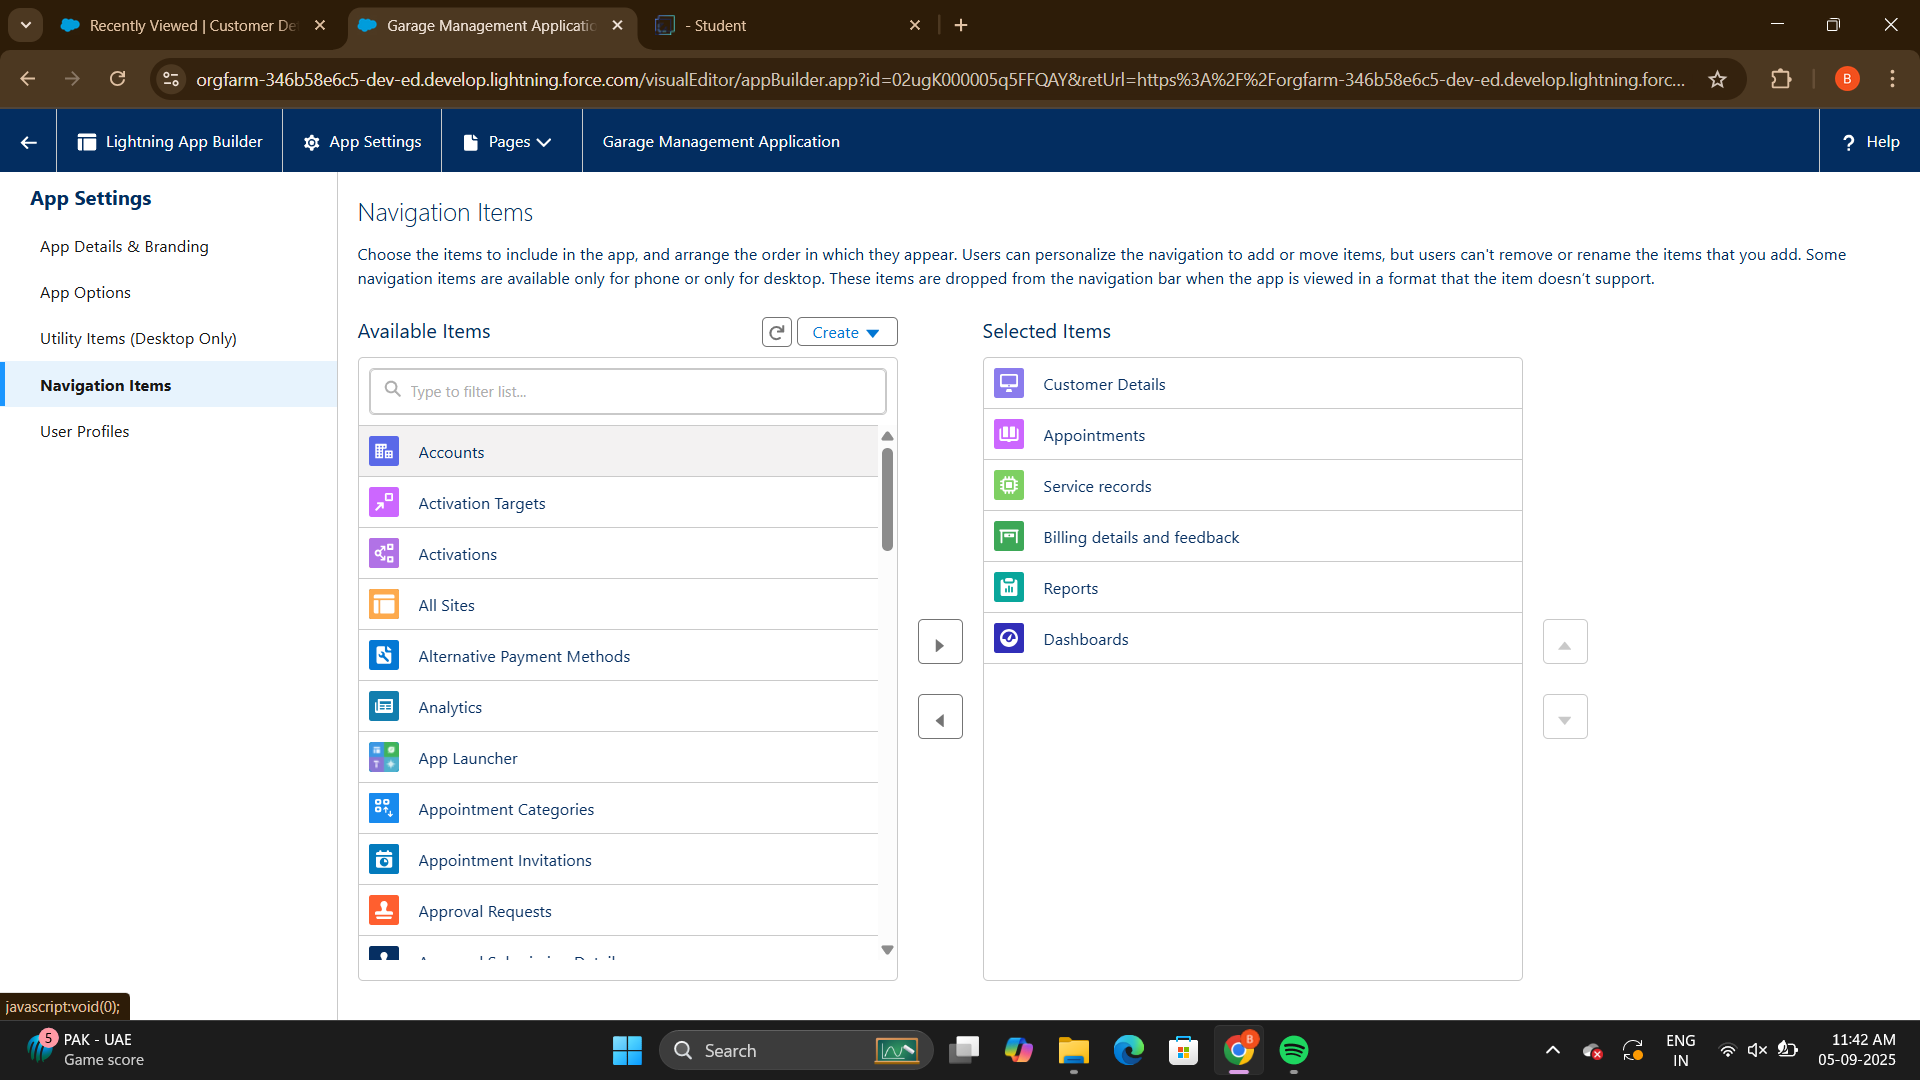 Recently Viewed | Customer De
Garage Management Applicatio
- Student
orgfarm-346b58e6c5-dev-ed.develop.lightning.force.com/visualEditor/appBuilder.app?id=02ugK000005q5FFQAY&retUrl=https%3A%2F%2Forgfarm-346b58e6c5-dev-ed.develop.lightning.forc...
B
Lightning App Builder
App Settings
Pages
Garage Management Application
? Help
App Settings
App Details & Branding
App Options
Utility Items (Desktop Only)
Navigation Items
User Profiles
Navigation Items
Choose the items to include in the app, and arrange the order in which they appear. Users can personalize the navigation to add or move items, but users can't remove or rename the items that you add. Some
navigation items are available only for phone or only for desktop. These items are dropped from the navigation bar when the app is viewed in a format that the item doesn't support.
Available Items
Create
Type to filter list...
Accounts
Activation Targets
Activations
All Sites
Alternative Payment Methods
Analytics
App Launcher
Appointment Categories
Appointment Invitations
Approval Requests
Selected Items
Customer Details
Appointments
Service records
Billing details and feedback
Reports
Dashboards
javascript:void(0);
5
PAK - UAE
Game score
Search
B
ENG
IN
11:42 AM
05-09-2025